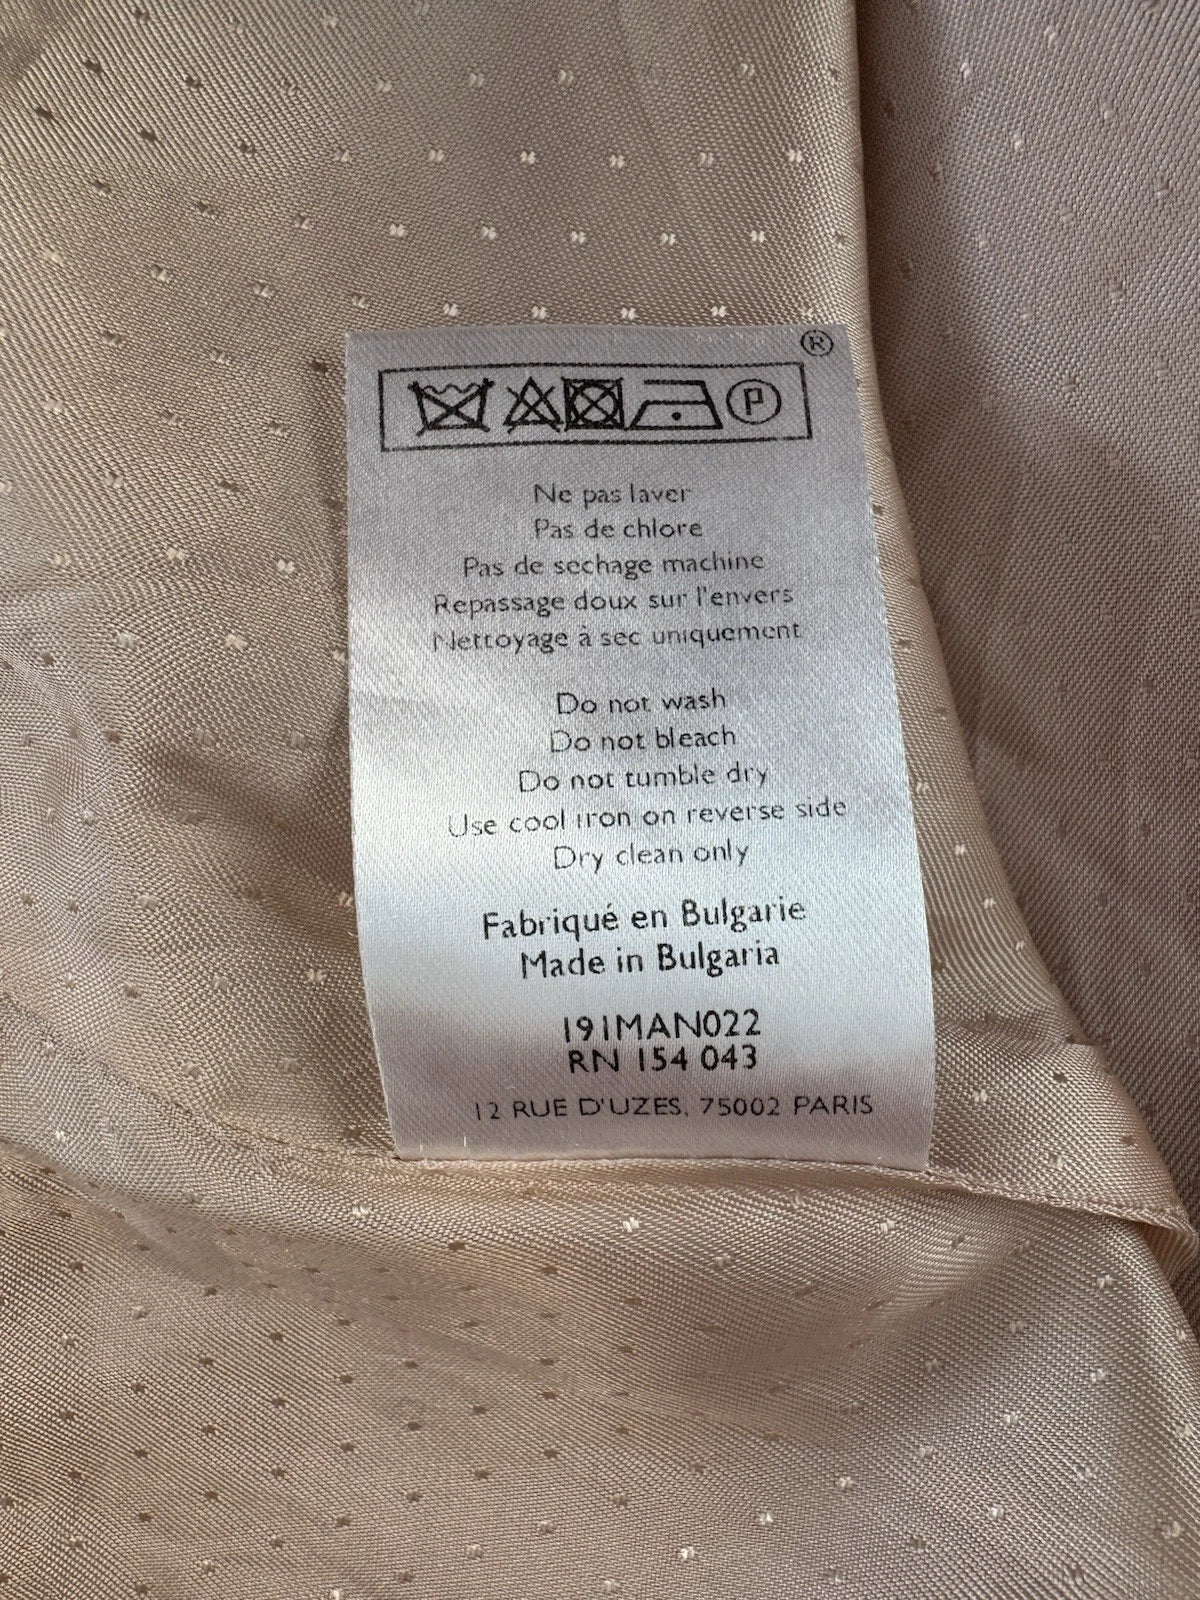 ®
P
Ne pas laver
Pas de chlore
Pas de sechage machine
Repassage doux sur l'envers
Nettoyage à sec uniquement
Do not wash
Do not bleach
Do not tumble dry
Use cool iron on reverse side
Dry clean only
Fabriqué en Bulgarie
Made in Bulgaria
191MAN022
RN 154 043
12 RUE D'UZES, 75002 PARIS